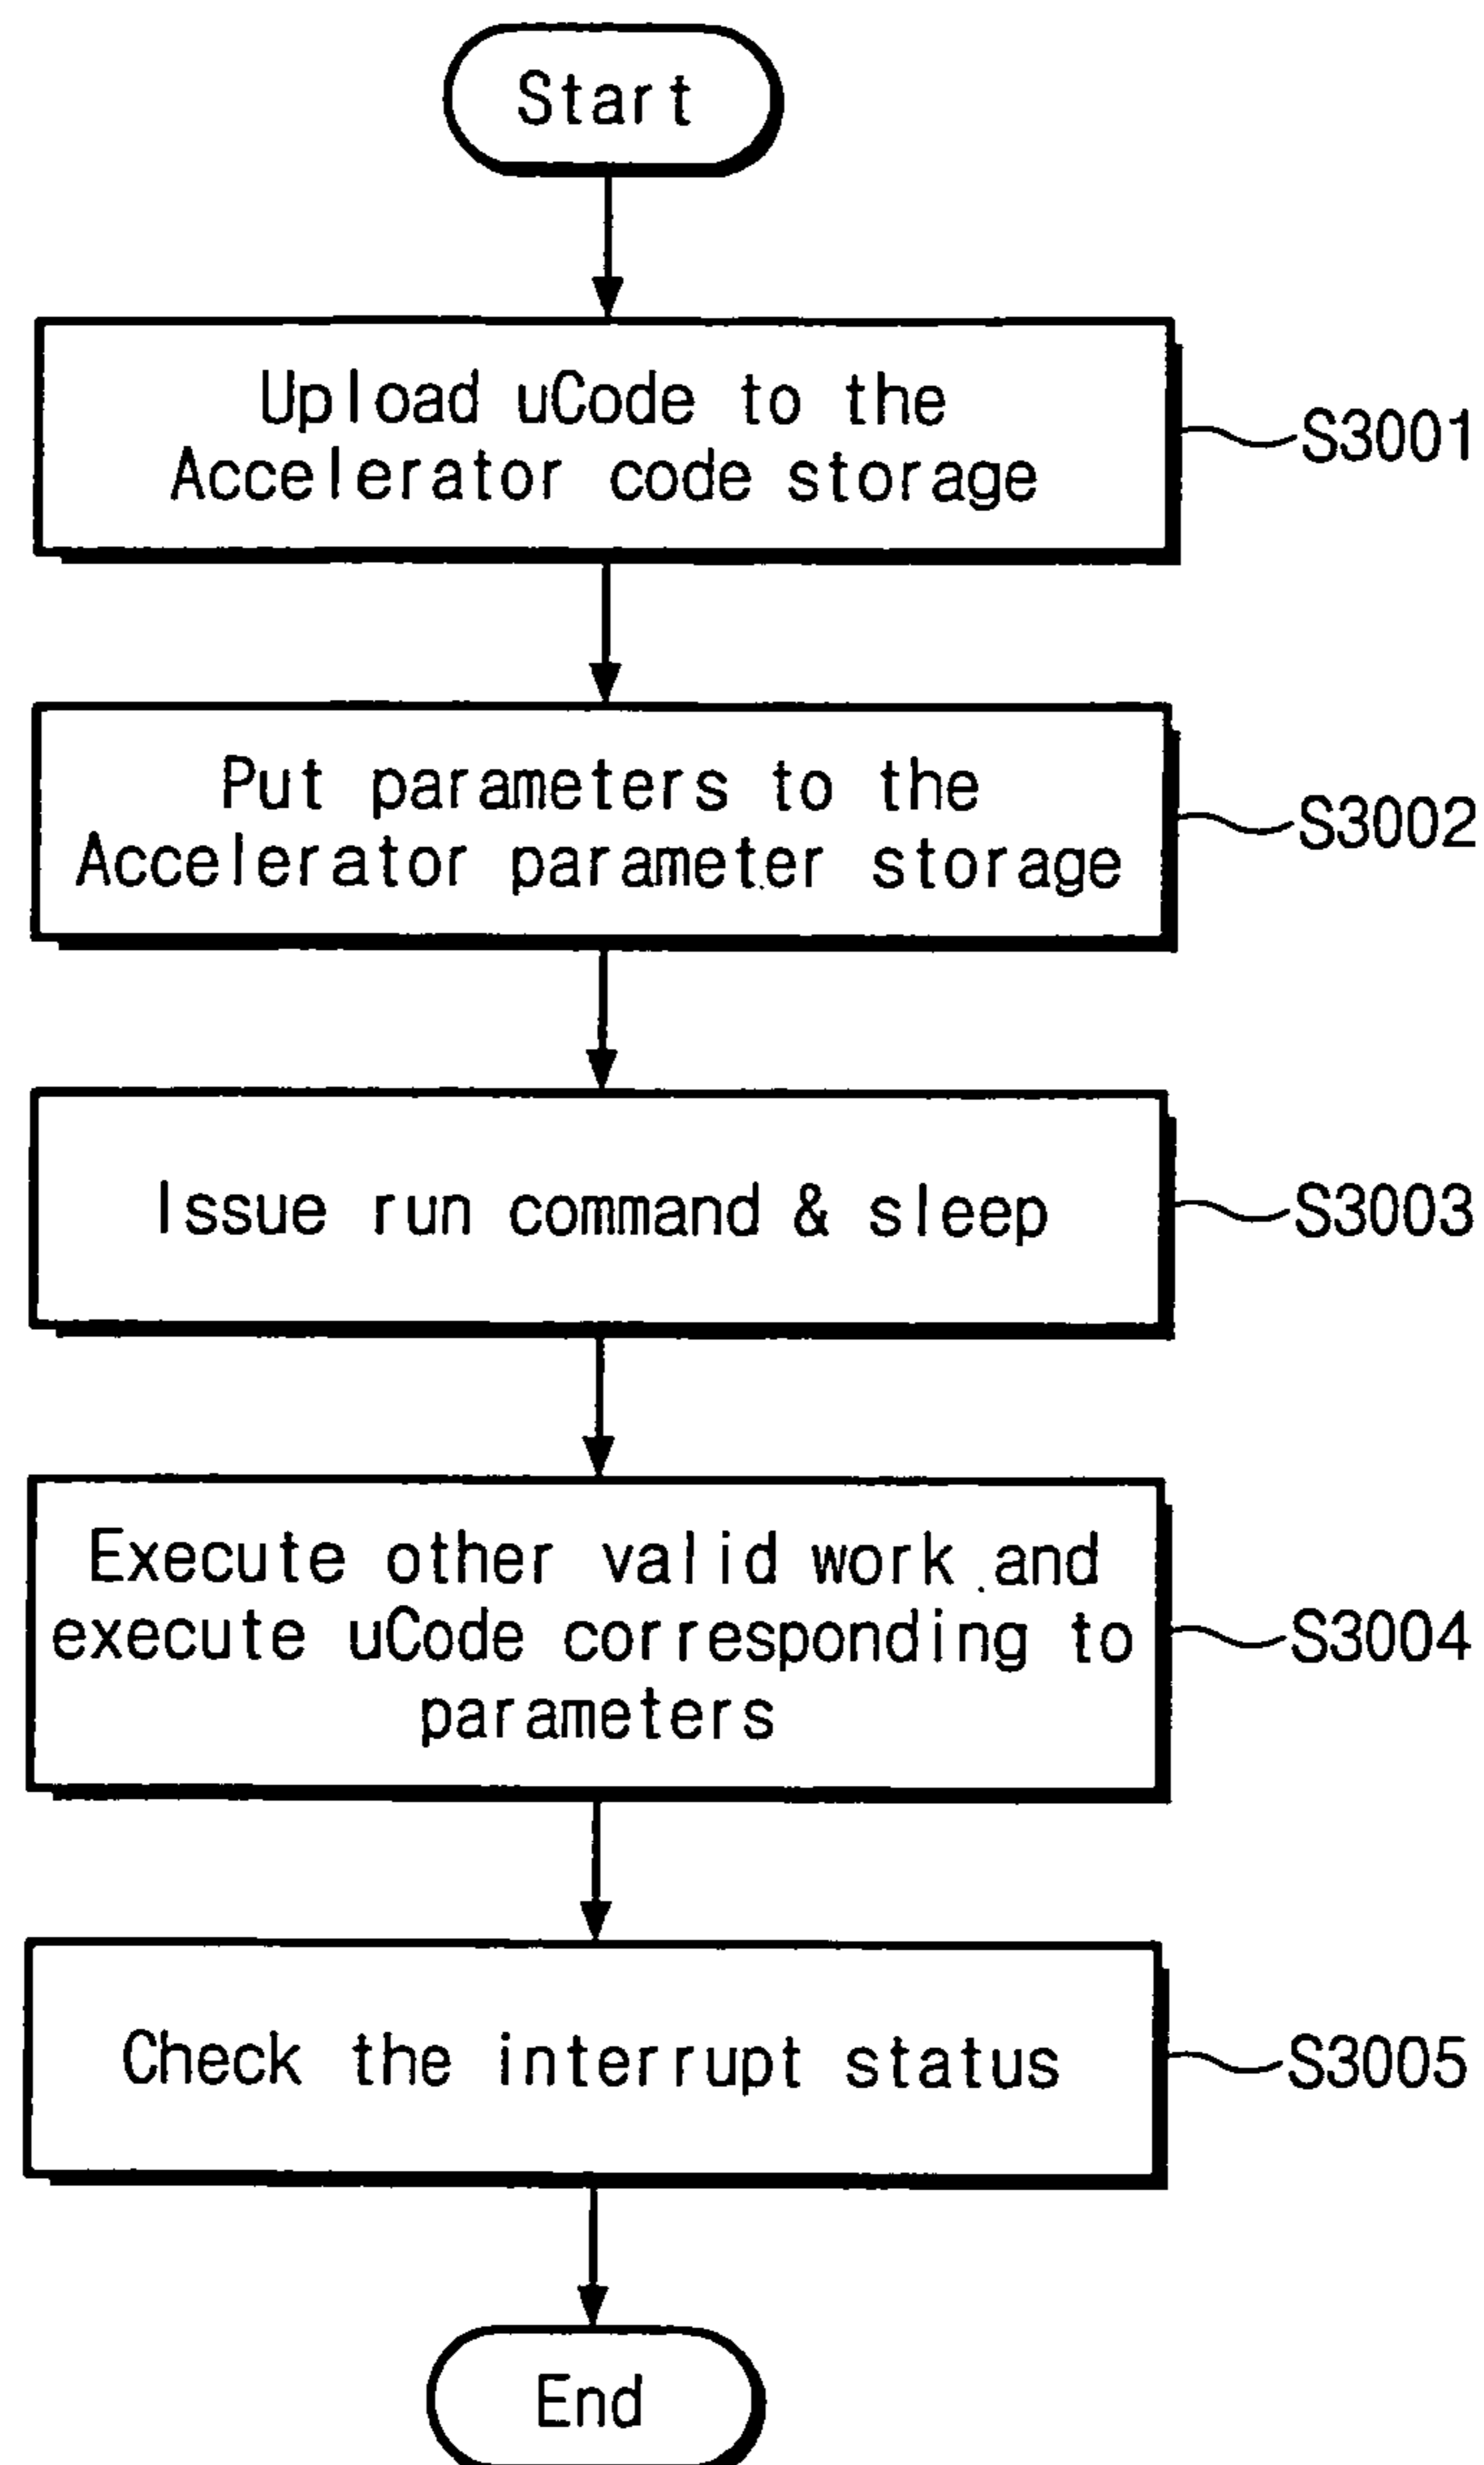 Start
Upload uCode to the
Accelerator code storage
S3001
Put parameters to the
Accelerator parameter storage
S3002
Issue run command & sleep
S3003
Execute other valid work and
execute uCode corresponding to
parameters
S3004
Check the interrupt status
S3005
End